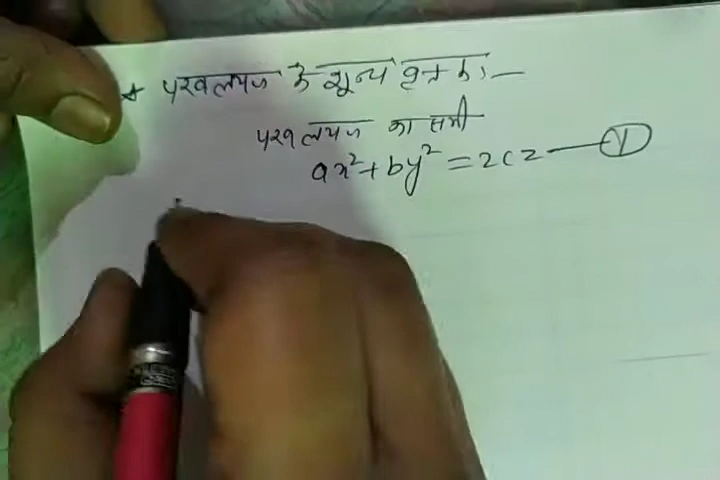 ★ परवलयज के शून्य वृत्त का :—
परवलयज का समी
ax² + by² = 2cz — (1)